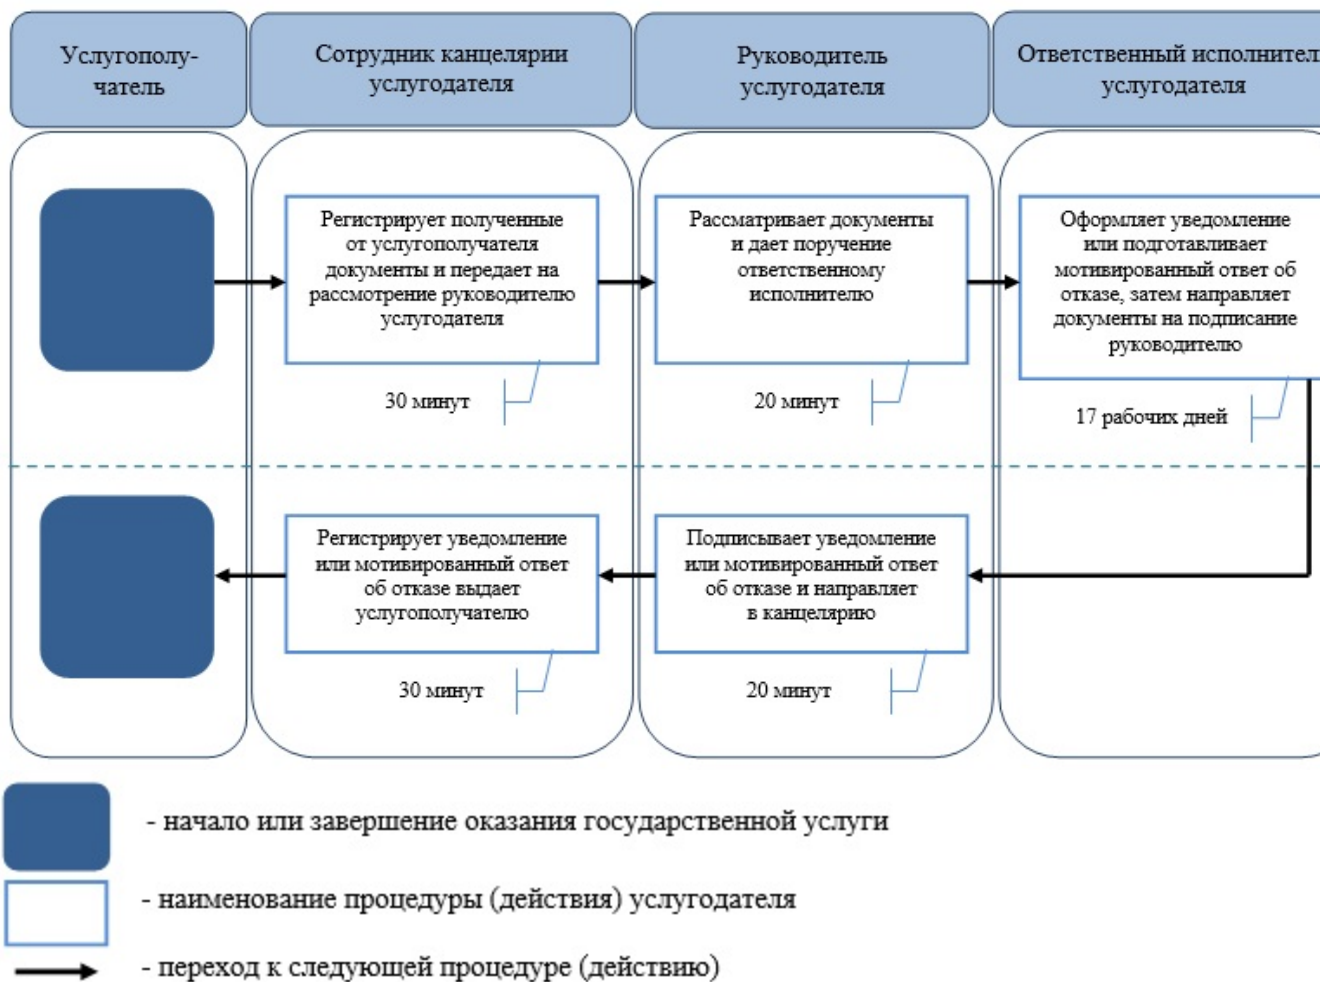 Услугополу-
чатель
Сотрудник канцелярии
услугодателя
Руководитель
услугодателя
Ответственный исполнител
услугодателя
Регистрирует полученные
от услугополучателя
документы и передает на
рассмотрение руководителю
услугодателя
30 минут
Рассматривает документы
и дает поручение
ответственному
исполнителю
20 минут
Оформляет уведомление
или подготавливает
мотивированный ответ об
отказе, затем направляет
документы на подписание
руководителю
17 рабочих дней
Регистрирует уведомление
или мотивированный ответ
об отказе выдает
услугополучателю
30 минут
Подписывает уведомление
или мотивированный ответ
об отказе и направляет
в канцелярию
20 минут
- начало или завершение оказания государственной услуги
- наименование процедуры (действия) услугодателя
- переход к следующей процедуре (действию)